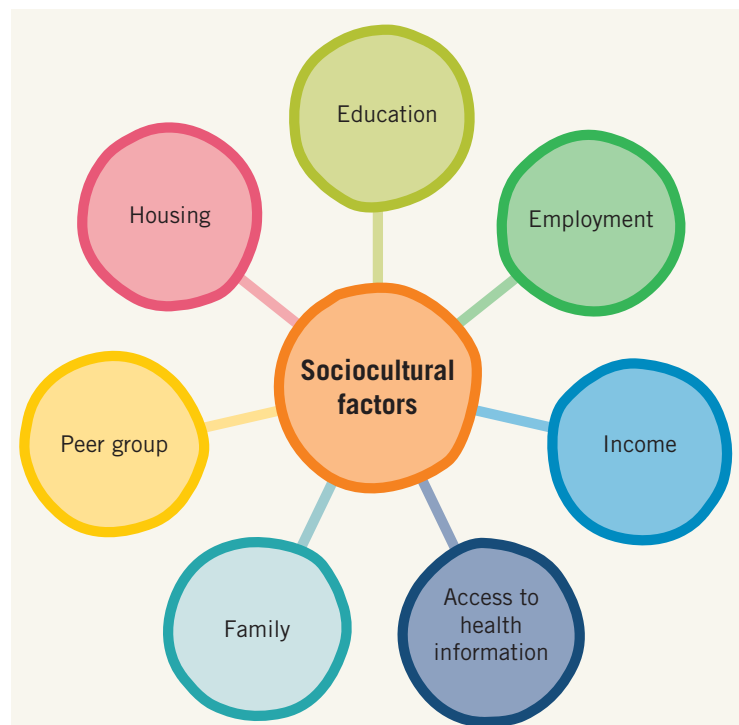 Education
Housing
Employment
Sociocultural
factors
Peer group
Income
Family
Access to
health
information